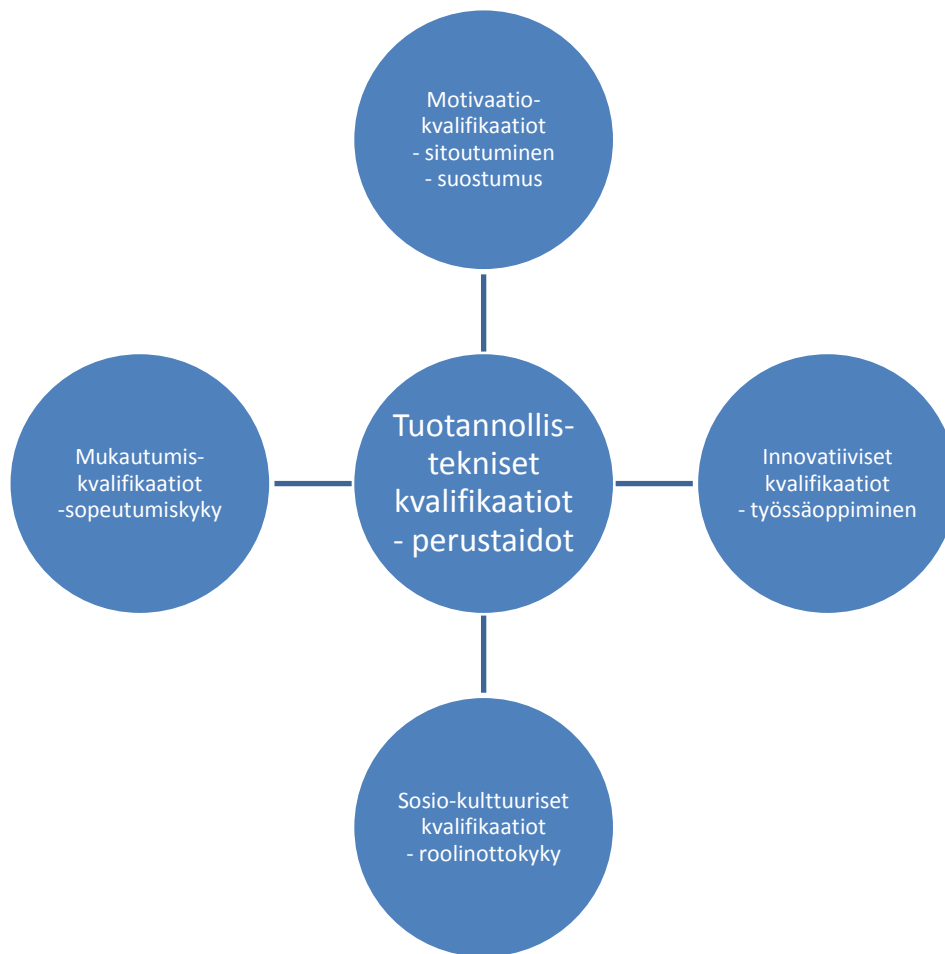 Motivaatio-
kvalifikaatiot
- sitoutuminen
- suostumus
Mukautumis-
kvalifikaatiot
-sopeutumiskyky
Tuotannollis-
tekniset
kvalifikaatiot
- perustaidot
Innovatiiviset
kvalifikaatiot
- työssäoppiminen
Sosio-kulttuuriset
kvalifikaatiot
- roolinottokyky